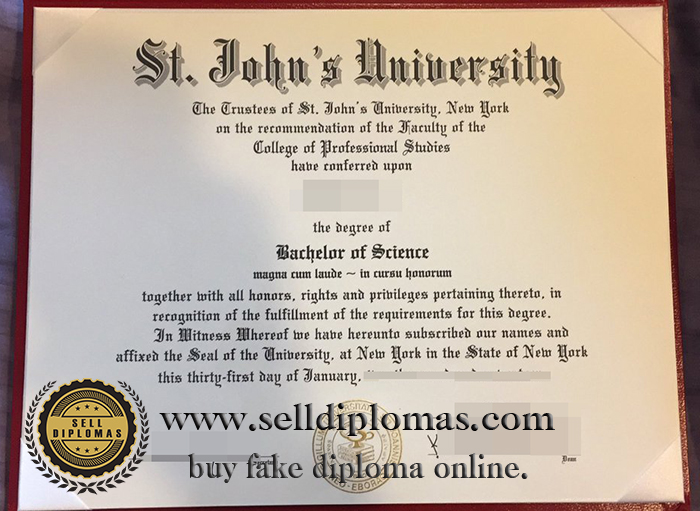 St. John's University
The Trustees of St. John's University, New York
on the recommendation of the Faculty of the
College of Professional Studies
have conferred upon
the degree of
Bachelor of Science
magna cum laude ~ in cursu honorum
together with all honors, rights and privileges pertaining thereto, in
recognition of the fulfillment of the requirements for this degree.
In Witness Whereof we have hereunto subscribed our names and
affixed the Seal of the University, at New York in the State of New York
this thirty-first day of January,
SELL
DIPLOMAS
www.selldiplomas.com
buy fake diploma online.
Dean